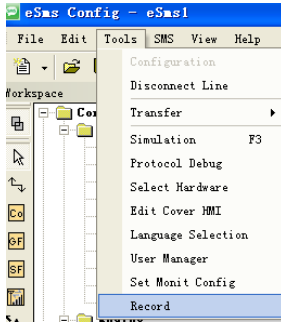 eSms Config - eSms1
File Edit Tools SMS View Help
Configuration
Disconnect Line
Transfer
Simulation F3
Protocol Debug
Select Hardware
Edit Cover HMI
Language Selection
User Manager
Set Monit Config
Record
Workspace
Co
GF
SF